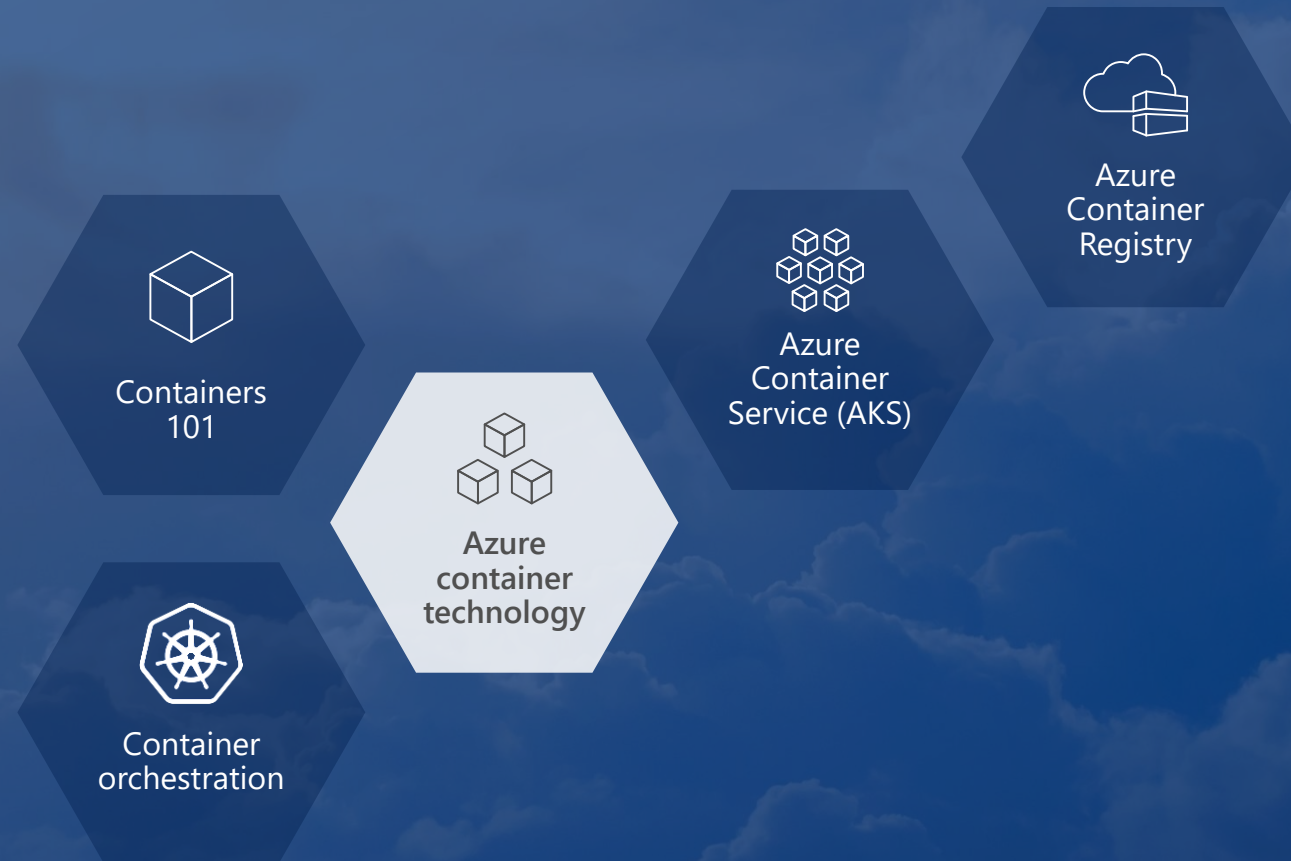 Containers
101
Container
orchestration
Azure
container
technology
Azure
Container
Service (AKS)
Azure
Container
Registry